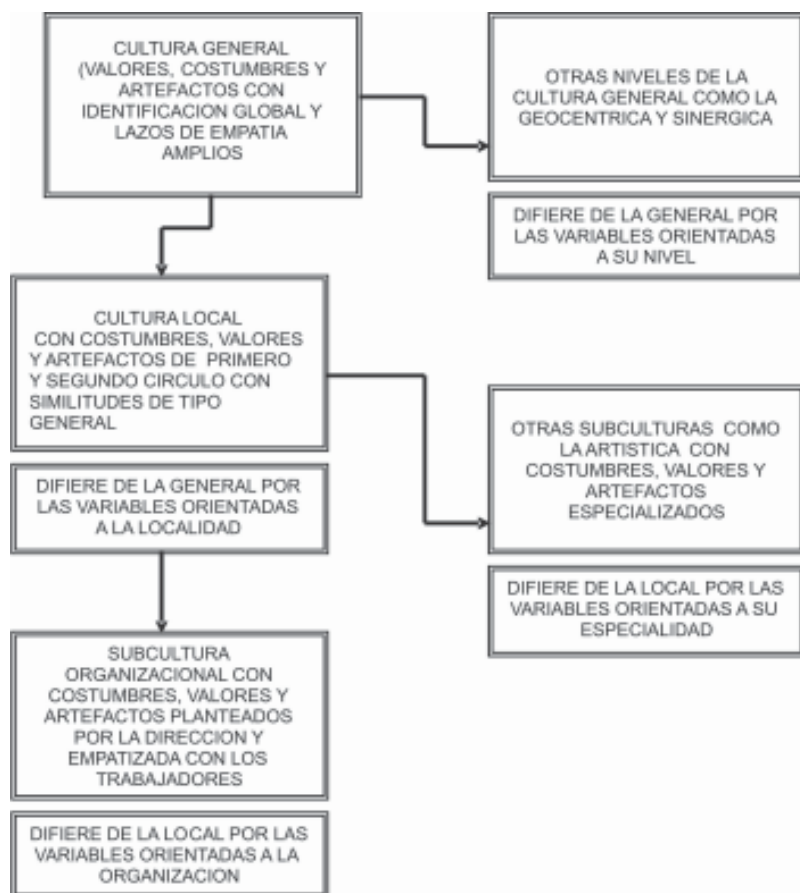 CULTURA GENERAL
(VALORES, COSTUMBRES Y
ARTEFACTOS CON
IDENTIFICACION GLOBAL Y
LAZOS DE EMPATIA
AMPLIOS
OTRAS NIVELES DE LA
CULTURA GENERAL COMO LA
GEOCENTRICA Y SINERGICA
DIFIERE DE LA GENERAL POR
LAS VARIABLES ORIENTADAS
A SU NIVEL
CULTURA LOCAL
CON COSTUMBRES, VALORES
Y ARTEFACTOS DE PRIMERO
Y SEGUNDO CIRCULO CON
SIMILITUDES DE TIPO
GENERAL
DIFIERE DE LA GENERAL POR
LAS VARIABLES ORIENTADAS
A LA LOCALIDAD
OTRAS SUBCULTURAS COMO
LA ARTISTICA CON
COSTUMBRES, VALORES Y
ARTEFACTOS
ESPECIALIZADOS
DIFIERE DE LA LOCAL POR LAS
VARIABLES ORIENTADAS A SU
ESPECIALIDAD
SUBCULTURA
ORGANIZACIONAL CON
COSTUMBRES, VALORES Y
ARTEFACTOS PLANTEADOS
POR LA DIRECCION Y
EMPATIZADA CON LOS
TRABAJADORES
DIFIERE DE LA LOCAL POR LAS
VARIABLES ORIENTADAS A LA
ORGANIZACION